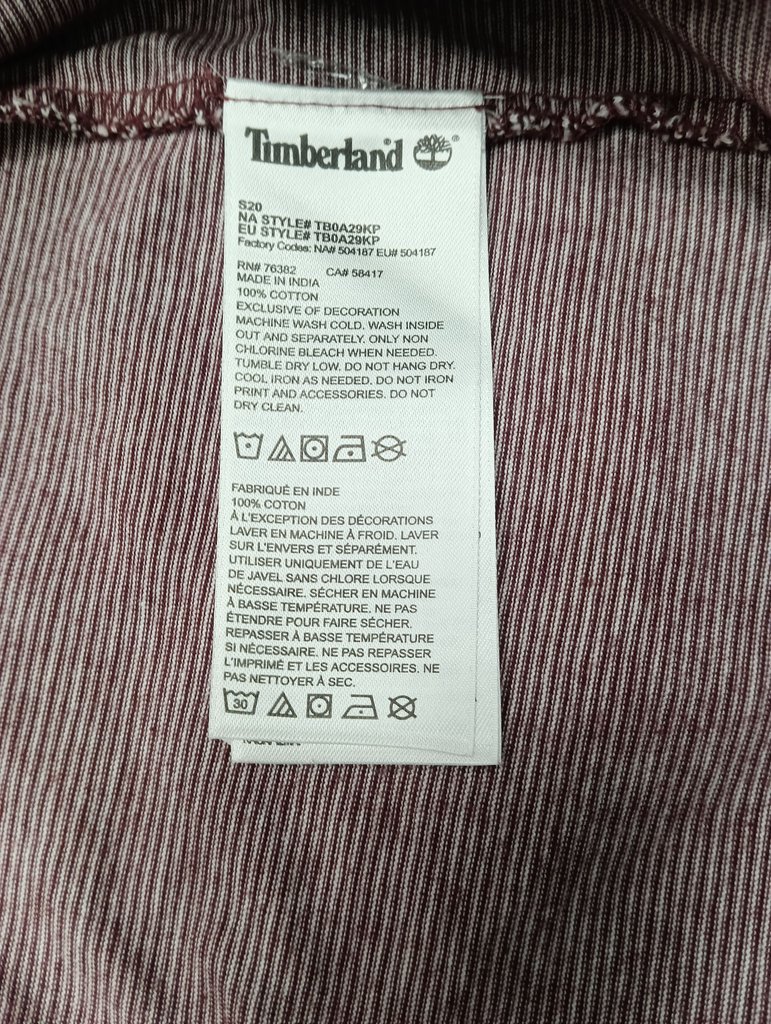 Timberland
S20
NA STYLE# TB0A29KP
EU STYLE# TB0A29KP
Factory Codes: NA# 504187 EU# 504187
RN# 76382 CA# 58417
MADE IN INDIA
100% COTTON
EXCLUSIVE OF DECORATION
MACHINE WASH COLD. WASH INSIDE
OUT AND SEPARATELY. ONLY NON
CHLORINE BLEACH WHEN NEEDED.
TUMBLE DRY LOW. DO NOT HANG DRY.
COOL IRON AS NEEDED. DO NOT IRON
PRINT AND ACCESSORIES. DO NOT
DRY CLEAN.
FABRIQUÉ EN INDE
100% COTON
À L'EXCEPTION DES DÉCORATIONS
LAVER EN MACHINE À FROID. LAVER
SUR L'ENVERS ET SÉPARÉMENT.
UTILISER UNIQUEMENT DE L'EAU
DE JAVEL SANS CHLORE LORSQUE
NÉCESSAIRE. SÉCHER EN MACHINE
À BASSE TEMPÉRATURE. NE PAS
ÉTENDRE POUR FAIRE SÉCHER.
REPASSER À BASSE TEMPÉRATURE
SI NÉCESSAIRE. NE PAS REPASSER
L'IMPRIMÉ ET LES ACCESSOIRES. NE
PAS NETTOYER À SEC.
30